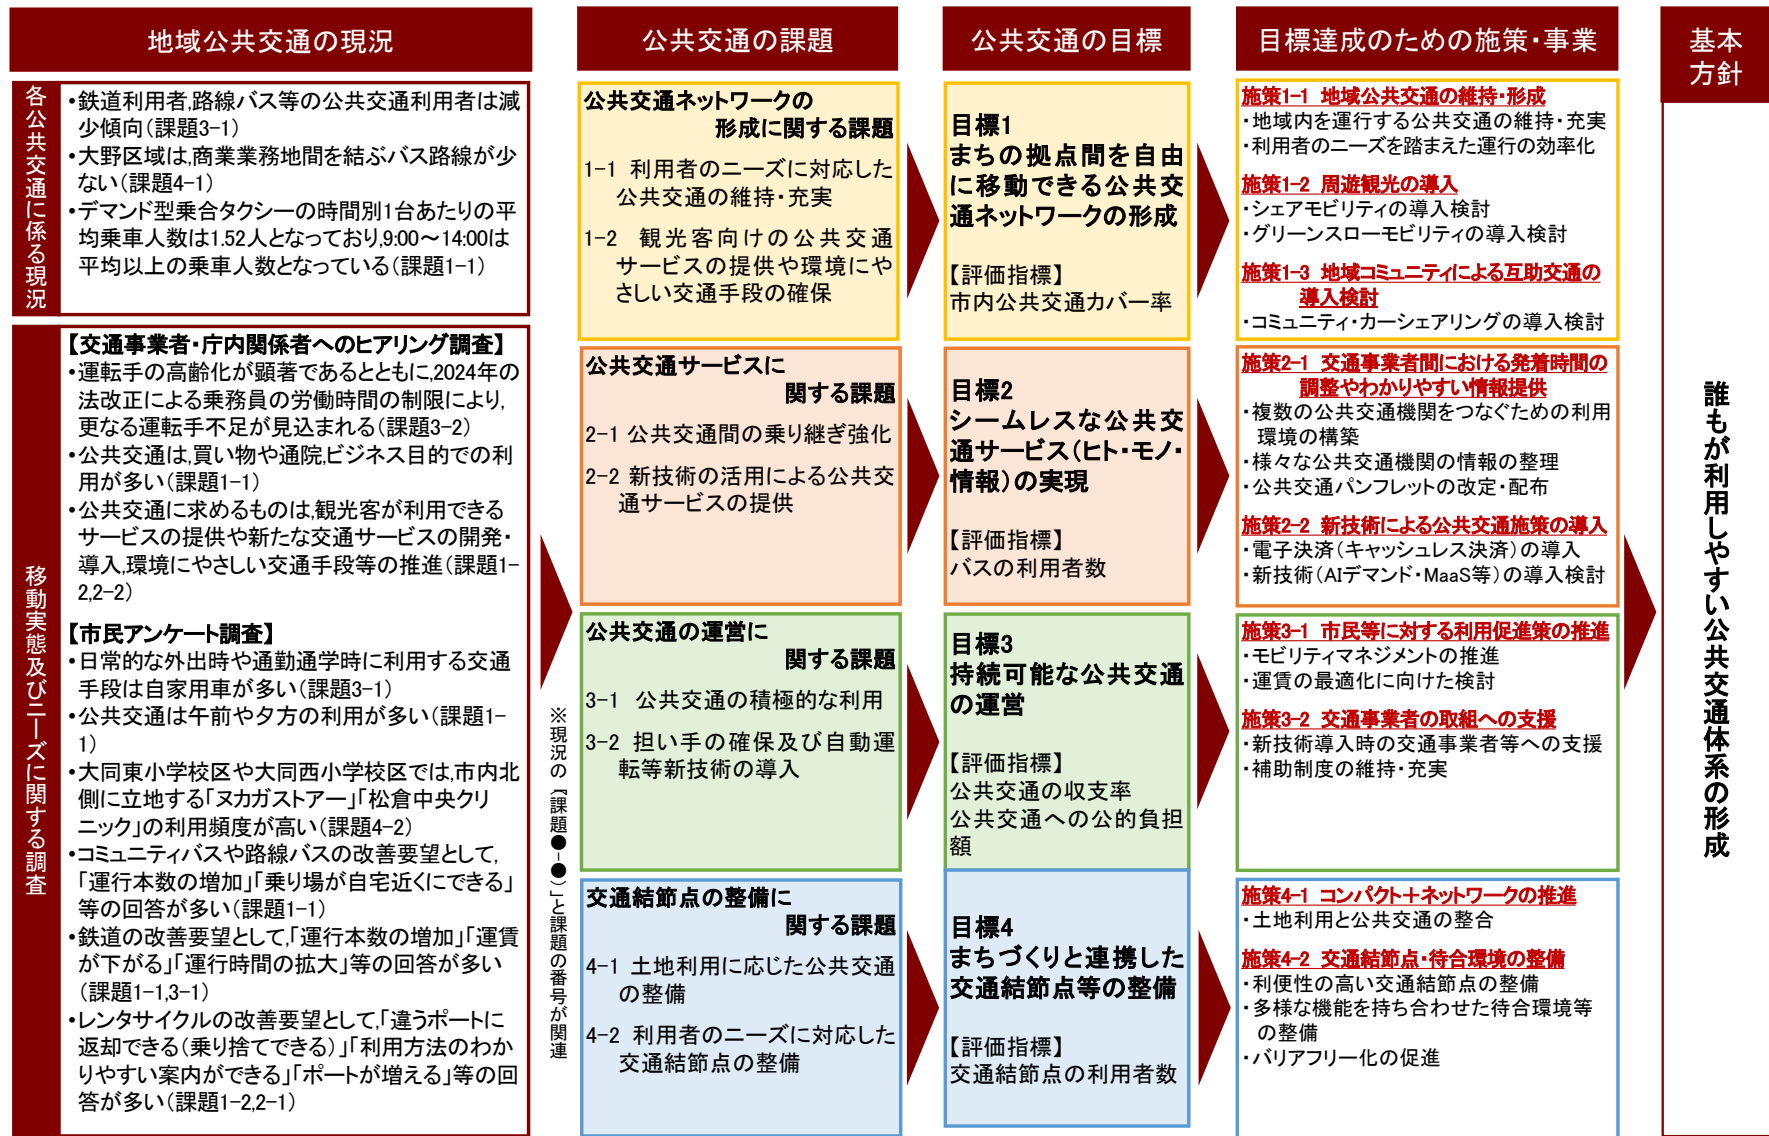 地域公共交通の現況
各公共交通に係る現況
・鉄道利用者,路線バス等の公共交通利用者は減
少傾向(課題3-1)
・大野区域は,商業業務地間を結ぶバス路線が少
ない(課題4-1)
・デマンド型乗合タクシーの時間別1台あたりの平
均乗車人数は1.52人となっており,9:00～14:00は
平均以上の乗車人数となっている(課題1-1)
移動実態及びニーズに関する調査
【交通事業者・庁内関係者へのヒアリング調査】
・運転手の高齢化が顕著であるとともに,2024年の
法改正による乗務員の労働時間の制限により,
更なる運転手不足が見込まれる(課題3-2)
・公共交通は,買い物や通院,ビジネス目的での利
用が多い(課題1-1)
・公共交通に求めるものは,観光客が利用できる
サービスの提供や新たな交通サービスの開発・
導入,環境にやさしい交通手段等の推進(課題1-
2,2-2)
【市民アンケート調査】
・日常的な外出時や通勤通学時に利用する交通
手段は自家用車が多い(課題3-1)
・公共交通は午前や夕方の利用が多い(課題1-
1)
・大同東小学校区や大同西小学校区では,市内北
側に立地する「ヌカガストアー」「松倉中央クリ
ニック」の利用頻度が高い(課題4-2)
・コミュニティバスや路線バスの改善要望として,
「運行本数の増加」「乗り場が自宅近くにできる」
等の回答が多い(課題1-1)
・鉄道の改善要望として,「運行本数の増加」「運賃
が下がる」「運行時間の拡大」等の回答が多い
(課題1-1,3-1)
・レンタサイクルの改善要望として,「違うポートに
返却できる(乗り捨てできる)」「利用方法のわか
りやすい案内ができる」「ポートが増える」等の回
答が多い(課題1-2,2-1)
※現況の「(課題●-●)」と課題の番号が関連
公共交通の課題
公共交通ネットワークの
形成に関する課題
1-1 利用者のニーズに対応した
公共交通の維持・充実
1-2 観光客向けの公共交通
サービスの提供や環境にや
さしい交通手段の確保
公共交通サービスに
関する課題
2-1 公共交通間の乗り継ぎ強化
2-2 新技術の活用による公共交
通サービスの提供
公共交通の運営に
関する課題
3-1 公共交通の積極的な利用
3-2 担い手の確保及び自動運
転等新技術の導入
交通結節点の整備に
関する課題
4-1 土地利用に応じた公共交通
の整備
4-2 利用者のニーズに対応した
交通結節点の整備
公共交通の目標
目標1
まちの拠点間を自由
に移動できる公共交
通ネットワークの形成
【評価指標】
市内公共交通カバー率
目標2
シームレスな公共交
通サービス(ヒト・モノ・
情報)の実現
【評価指標】
バスの利用者数
目標3
持続可能な公共交通
の運営
【評価指標】
公共交通の収支率
公共交通への公的負担
額
目標4
まちづくりと連携した
交通結節点等の整備
【評価指標】
交通結節点の利用者数
目標達成のための施策・事業
施策1-1 地域公共交通の維持・形成
・地域内を運行する公共交通の維持・充実
・利用者のニーズを踏まえた運行の効率化
施策1-2 周遊観光の導入
・シェアモビリティの導入検討
・グリーンスローモビリティの導入検討
施策1-3 地域コミュニティによる互助交通の
導入検討
・コミュニティ・カーシェアリングの導入検討
施策2-1 交通事業者間における発着時間の
調整やわかりやすい情報提供
・複数の公共交通機関をつなぐための利用
環境の構築
・様々な公共交通機関の情報の整理
・公共交通パンフレットの改定・配布
施策2-2 新技術による公共交通施策の導入
・電子決済(キャッシュレス決済)の導入
・新技術(AIデマンド・MaaS等)の導入検討
施策3-1 市民等に対する利用促進策の推進
・モビリティマネジメントの推進
・運賃の最適化に向けた検討
施策3-2 交通事業者の取組への支援
・新技術導入時の交通事業者等への支援
・補助制度の維持・充実
施策4-1 コンパクト+ネットワークの推進
・土地利用と公共交通の整合
施策4-2 交通結節点・待合環境の整備
・利便性の高い交通結節点の整備
・多様な機能を持ち合わせた待合環境等
の整備
・バリアフリー化の促進
基本
方針
誰もが利用しやすい公共交通体系の形成